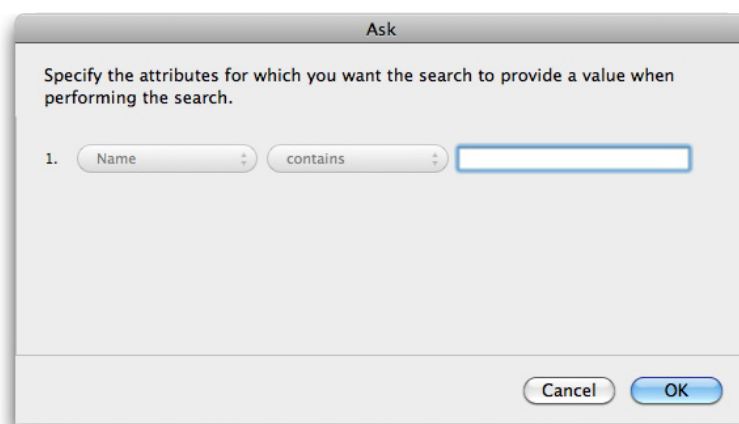 Ask
Specify the attributes for which you want the search to provide a value when
performing the search.
1. Name contains
Cancel OK